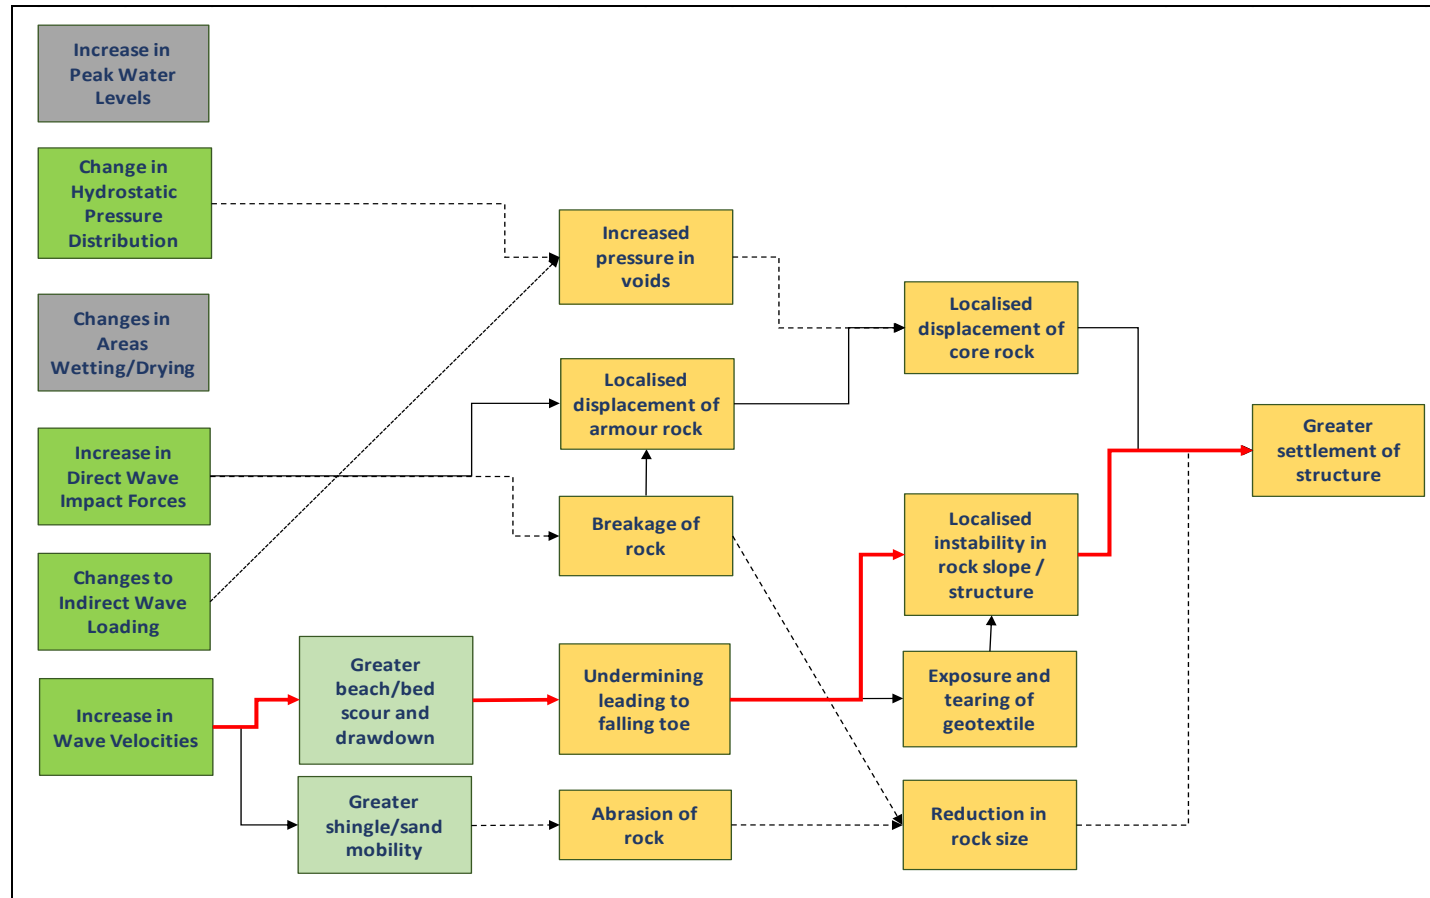 Increase in
Peak Water
Levels
Change in
Hydrostatic
Pressure
Distribution
Changes in
Areas
Wetting/Drying
Increase in
Direct Wave
Impact Forces
Changes to
Indirect Wave
Loading
Increase in
Wave Velocities
Greater
beach/bed
scour and
drawdown
Greater
shingle/sand
mobility
Increased
pressure in
voids
Localised
displacement of
armour rock
Breakage of
rock
Undermining
leading to
falling toe
Abrasion of
rock
Localised
displacement of
core rock
Localised
instability in
rock slope /
structure
Exposure and
tearing of
geotextile
Reduction in
rock size
Greater
settlement of
structure